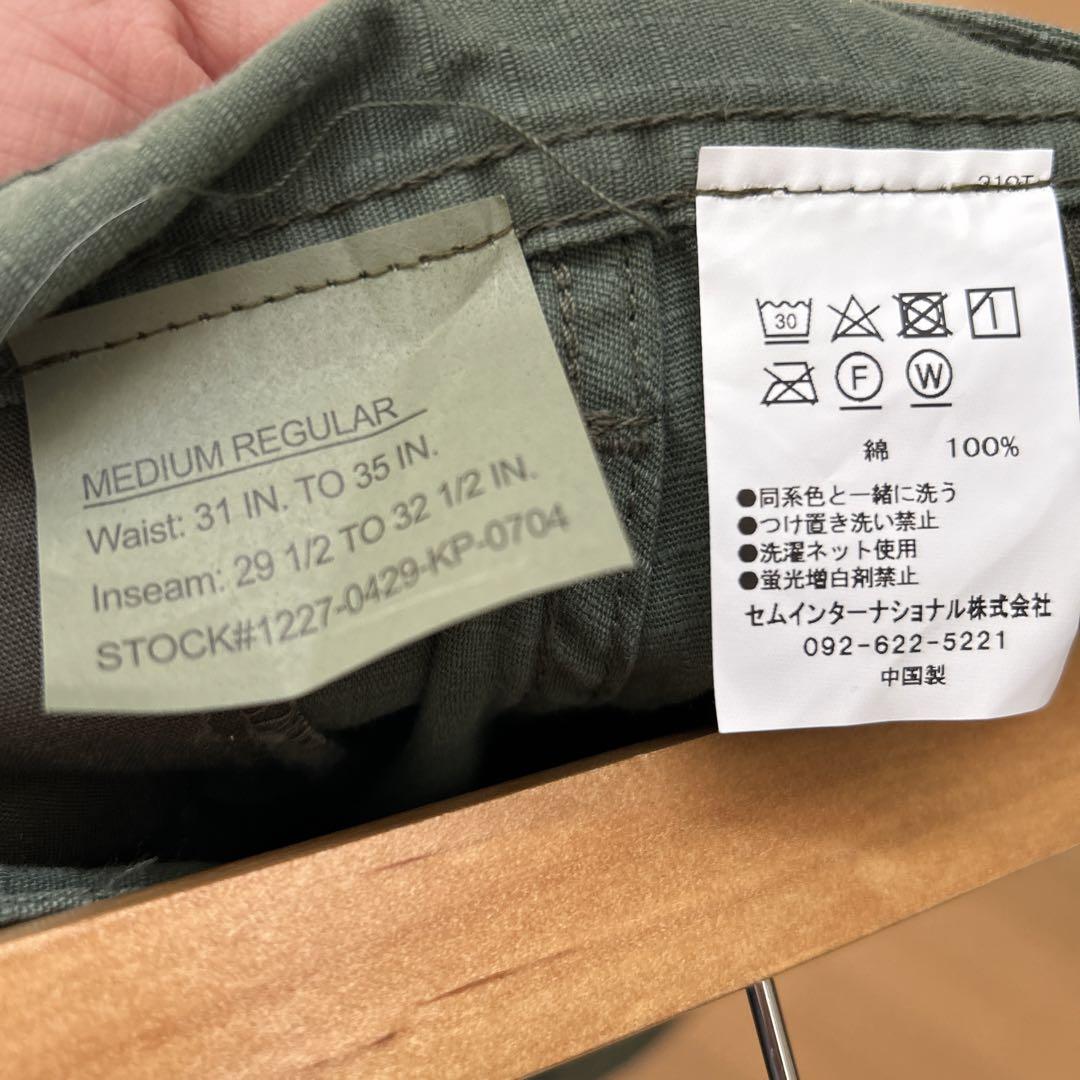 MEDIUM REGULAR
Waist: 31 IN. TO 35 IN.
Inseam: 29 1/2 TO 32 1/2 IN.
STOCK#1227-0429-KP-0704
30
F
W
綿 100%
●同系色と一緒に洗う
●つけ置き洗い禁止
●洗濯ネット使用
●蛍光増白剤禁止
セムインターナショナル株式会社
092-622-5221
中国製